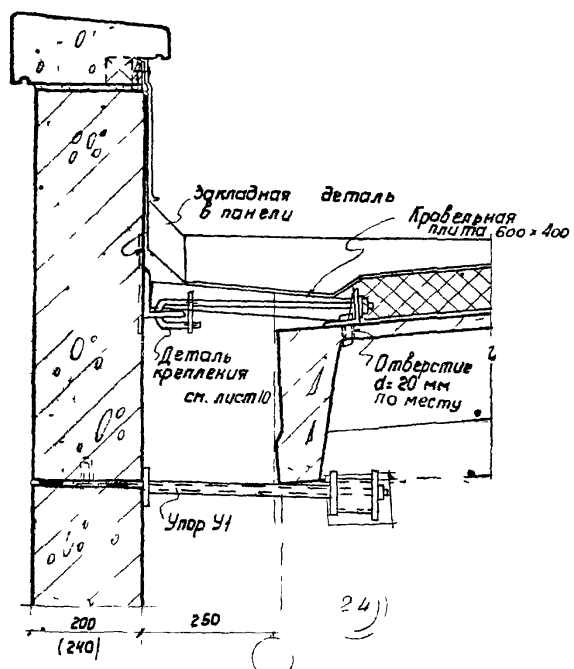 Закладная деталь
в панели
Кровельная
плита 600×400
Деталь
крепления
см. лист 10
Отверстие
d=20 мм
по месту
Упор У1
200
(240)
250
24